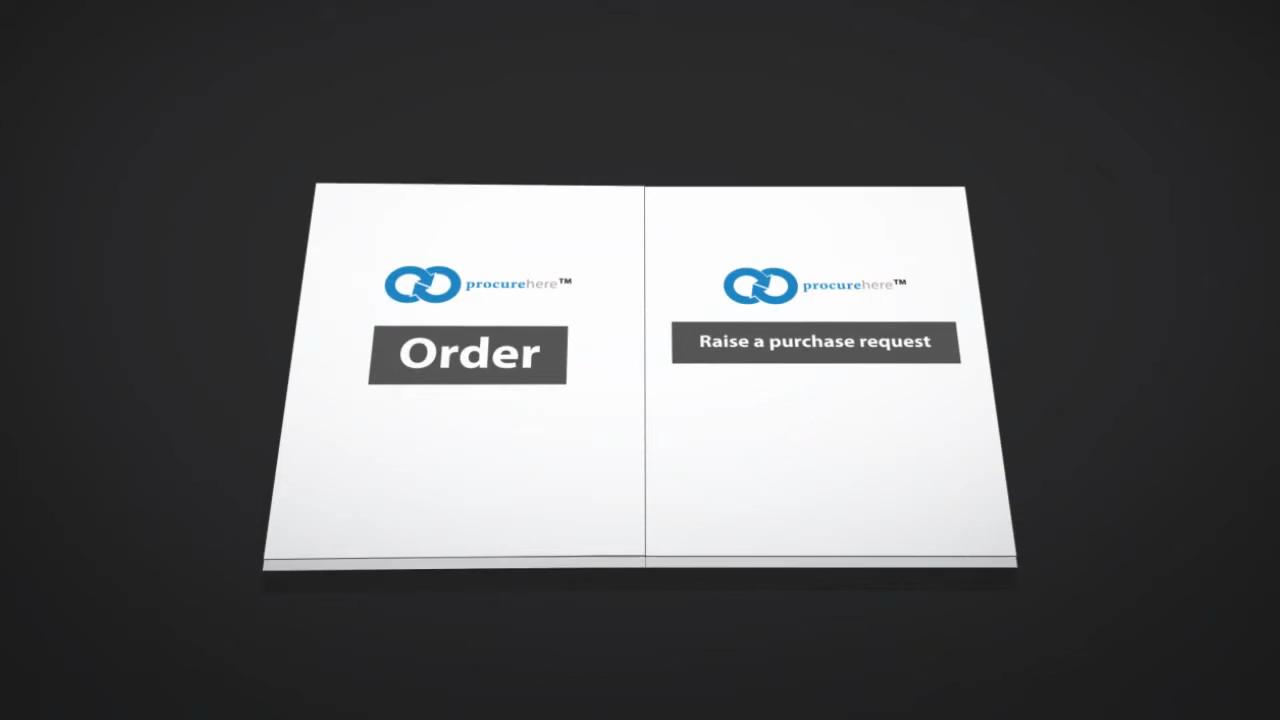 procurehere™
Order
procurehere™
Raise a purchase request